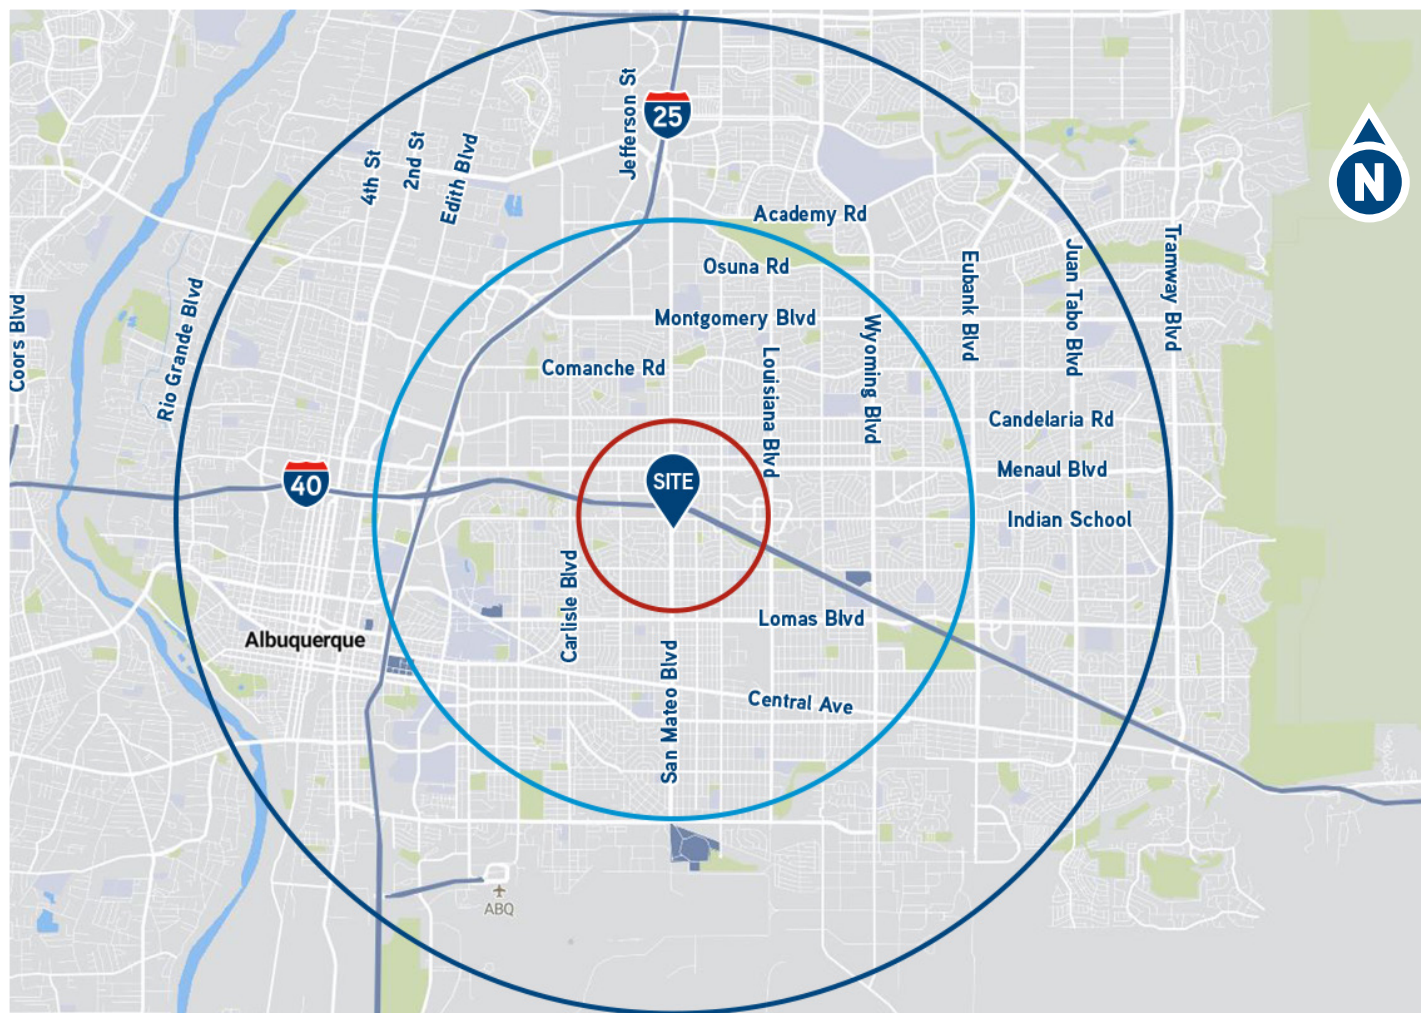 Jefferson St
25
4th St
2nd St
Edith Blvd
N
Academy Rd
Osuna Rd
Tramway Blvd
Juan Tabo Blvd
Eubank Blvd
Coors Blvd
Rio Grande Blvd
Montgomery Blvd
Wyoming Blvd
Comanche Rd
Louisiana Blvd
Candelaria Rd
Menaul Blvd
40
SITE
Indian School
Carlisle Blvd
Lomas Blvd
Albuquerque
San Mateo Blvd
Central Ave
ABQ